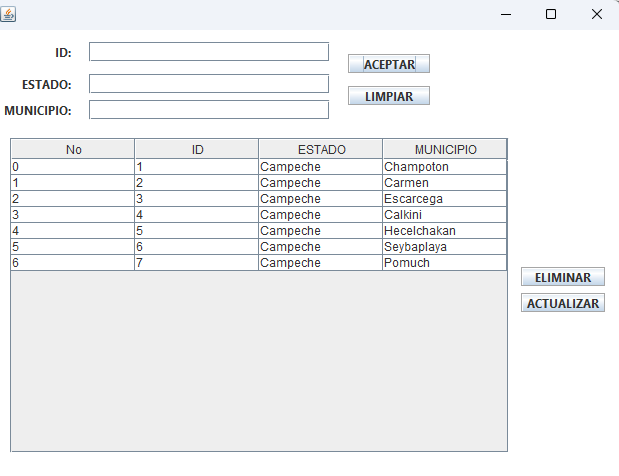 ID:
ACEPTAR
ESTADO:
LIMPIAR
MUNICIPIO:
No ID ESTADO MUNICIPIO
0 1 Campeche Champoton
1 2 Campeche Carmen
2 3 Campeche Escarcega
3 4 Campeche Calkini
4 5 Campeche Hecelchakan
5 6 Campeche Seybaplaya
6 7 Campeche Pomuch
ELIMINAR
ACTUALIZAR